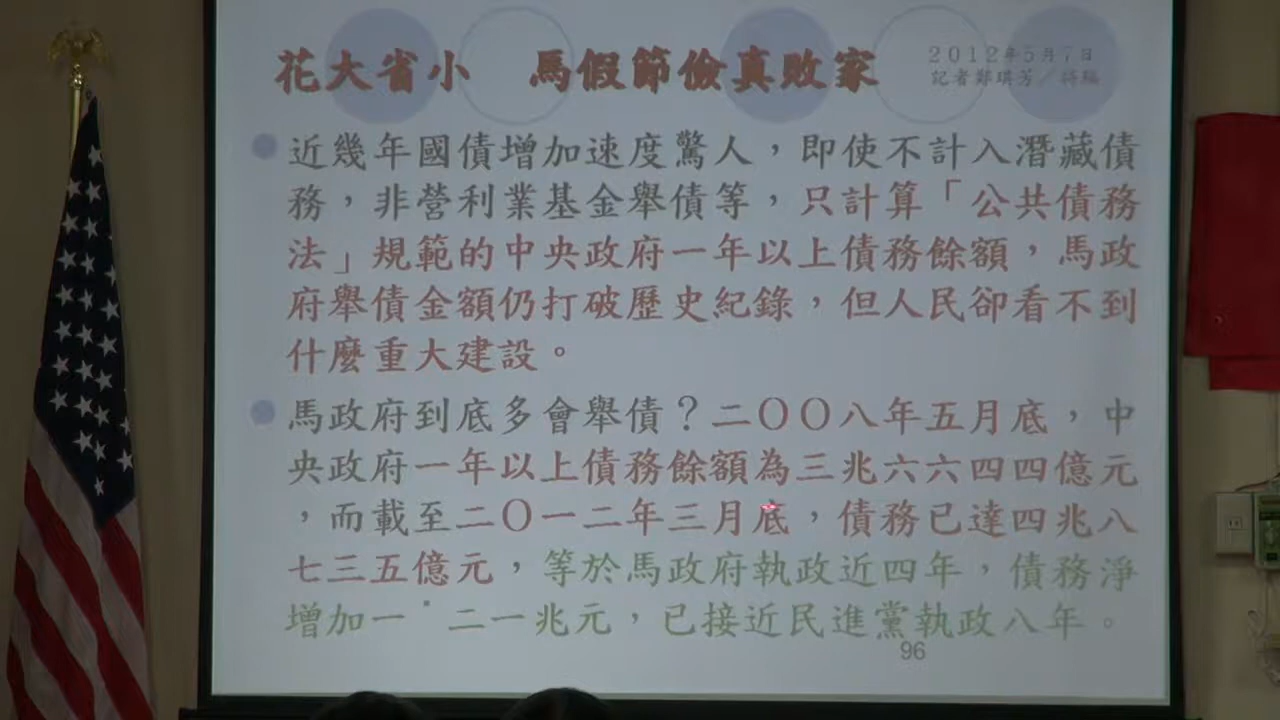 花大省小　馬假節儉真敗家
2012年5月7日
記者鄭琪芳／特稿
近幾年國債增加速度驚人，即使不計入潛藏債
務，非營利業基金舉債等，只計算「公共債務
法」規範的中央政府一年以上債務餘額，馬政
府舉債金額仍打破歷史紀錄，但人民卻看不到
什麼重大建設。
馬政府到底多會舉債？二〇〇八年五月底，中
央政府一年以上債務餘額為三兆六六四四億元
，而截至二〇一二年三月底，債務已達四兆八
七三五億元，等於馬政府執政近四年，債務淨
增加一．二一兆元，已接近民進黨執政八年。
96